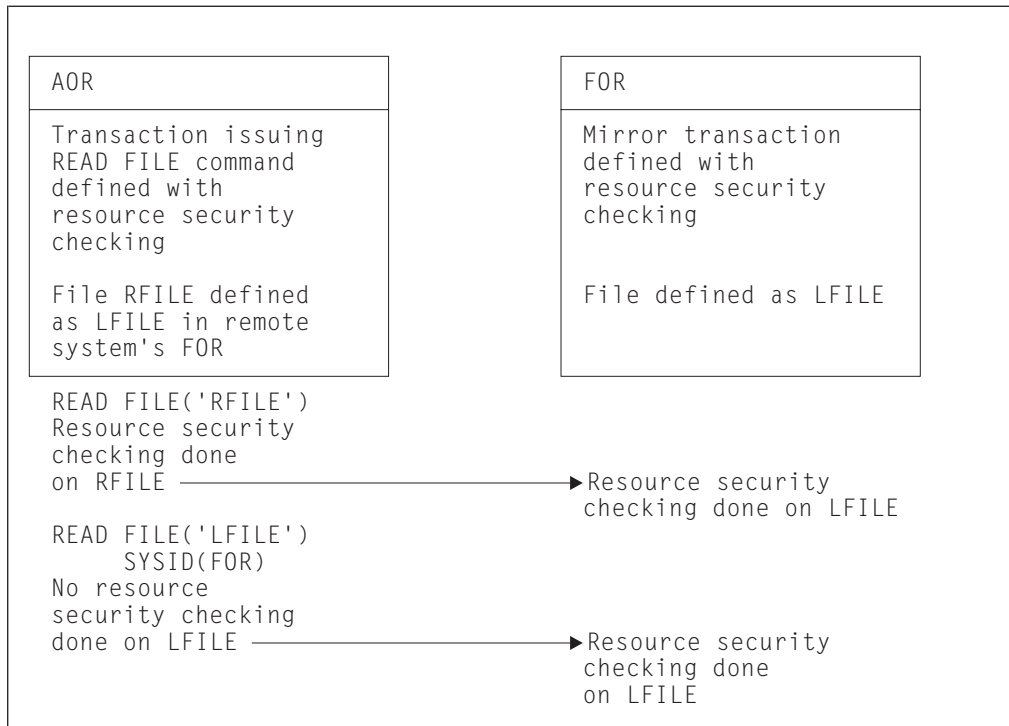 AOR
Transaction issuing
READ FILE command
defined with
resource security
checking
File RFILE defined
as LFILE in remote
system's FOR
FOR
Mirror transaction
defined with
resource security
checking
File defined as LFILE
READ FILE('RFILE')
Resource security
checking done
on RFILE
Resource security
checking done on LFILE
READ FILE('LFILE')
SYSID(FOR)
No resource
security checking
done on LFILE
Resource security
checking done
on LFILE